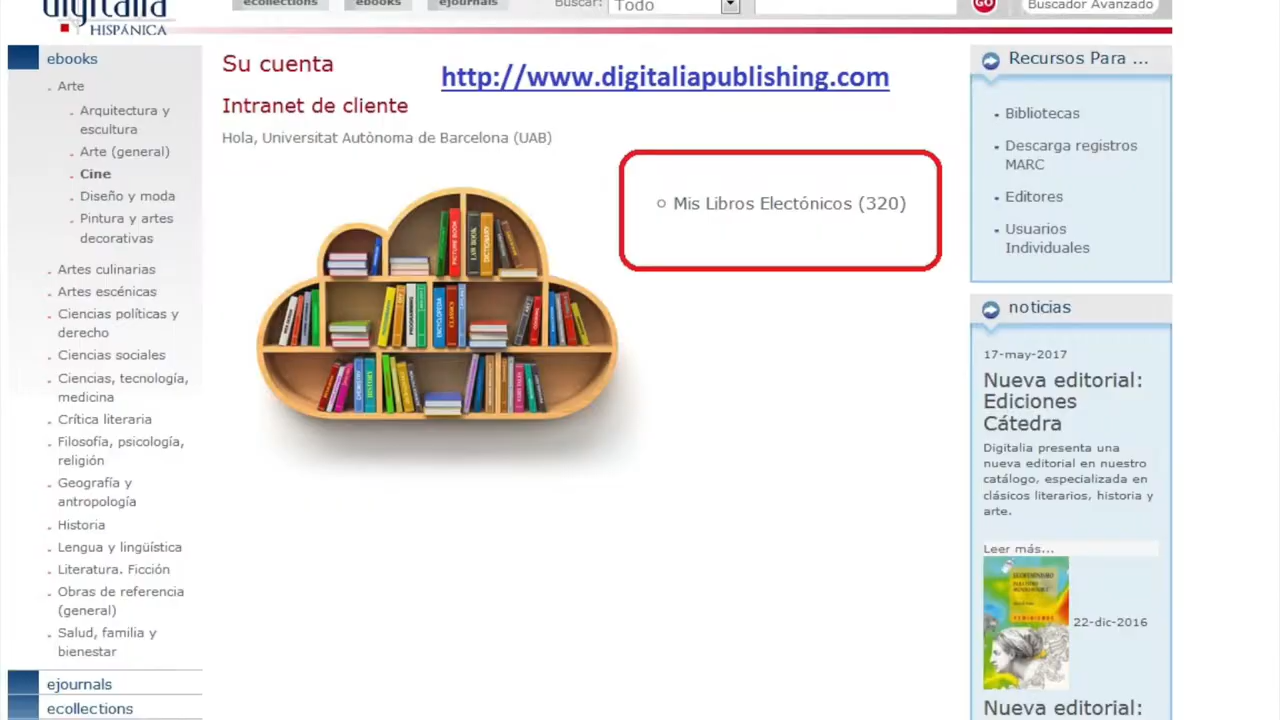 digitalia
HISPÁNICA
ecollections
ebooks
ejournals
Buscar:
Todo
GO
Buscador Avanzado
ebooks
Arte
Arquitectura y
escultura
Arte (general)
Cine
Diseño y moda
Pintura y artes
decorativas
Artes culinarias
Artes escénicas
Ciencias políticas y
derecho
Ciencias sociales
Ciencias, tecnología,
medicina
Crítica literaria
Filosofía, psicología,
religión
Geografía y
antropología
Historia
Lengua y lingüística
Literatura. Ficción
Obras de referencia
(general)
Salud, familia y
bienestar
ejournals
ecollections
Su cuenta
http://www.digitaliapublishing.com
Intranet de cliente
Hola, Universitat Autònoma de Barcelona (UAB)
Mis Libros Electónicos (320)
PICTURE BOOK
LAW BOOK
DICTIONARY
Recursos Para ...
Bibliotecas
Descarga registros
MARC
Editores
Usuarios
Individuales
noticias
17-may-2017
Nueva editorial:
Ediciones
Cátedra
Digitalia presenta una
nueva editorial en nuestro
catálogo, especializada en
clásicos literarios, historia y
arte.
Leer más...
22-dic-2016
Nueva editorial: